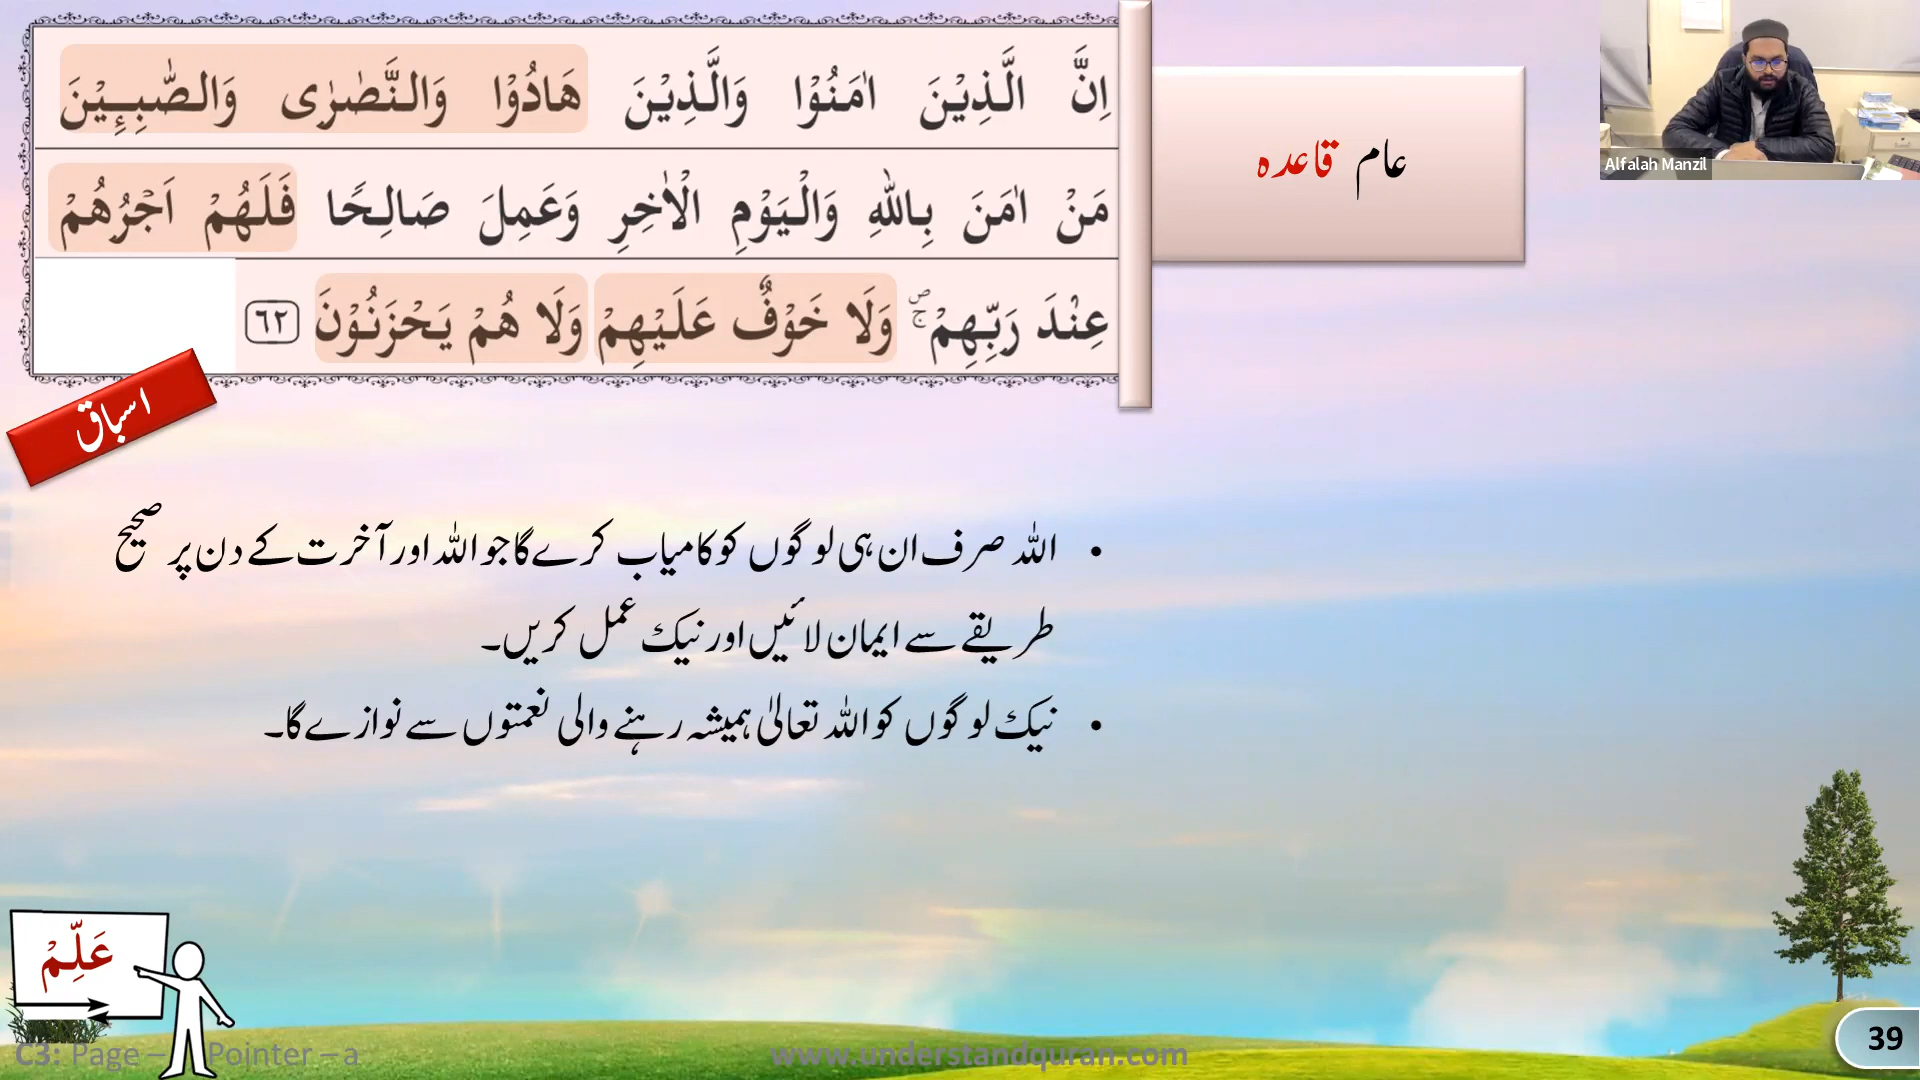 اِنَّ الَّذِيْنَ اٰمَنُوْا وَالَّذِيْنَ هَادُوْا وَالنَّصٰرٰى وَالصّٰبِـِٕيْنَ
مَنْ اٰمَنَ بِاللّٰهِ وَالْيَوْمِ الْاٰخِرِ وَعَمِلَ صَالِحًا فَلَهُمْ اَجْرُهُمْ
عِنْدَ رَبِّهِمْ ۚۖ وَلَا خَوْفٌ عَلَيْهِمْ وَلَا هُمْ يَحْزَنُوْنَ ٦٢
عام قاعدہ
Alfalah Manzil
اسباق
• اللہ صرف ان ہی لوگوں کو کامیاب کرے گا جو اللہ اور آخرت کے دن پر صحیح
طریقے سے ایمان لائیں اور نیک عمل کریں۔
• نیک لوگوں کو اللہ تعالیٰ ہمیشہ رہنے والی نعمتوں سے نوازے گا۔
عَلِّمْ
C3: Page – Pointer – a
www.understandquran.com
39